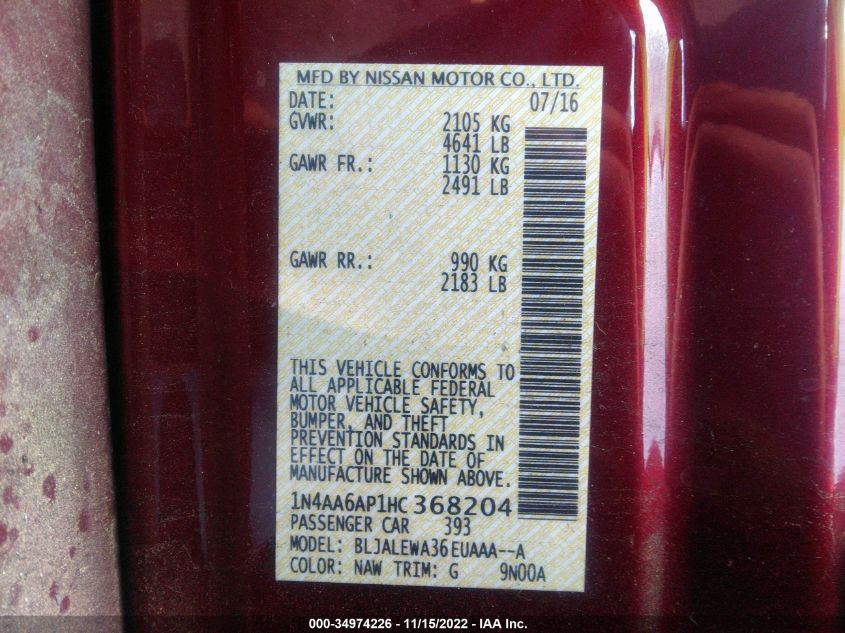 MFD BY NISSAN MOTOR CO., LTD.
DATE: 07/16
GVWR: 2105 KG
4641 LB
GAWR FR.: 1130 KG
2491 LB
GAWR RR.: 990 KG
2183 LB
THIS VEHICLE CONFORMS TO
ALL APPLICABLE FEDERAL
MOTOR VEHICLE SAFETY,
BUMPER, AND THEFT
PREVENTION STANDARDS IN
EFFECT ON THE DATE OF
MANUFACTURE SHOWN ABOVE.
1N4AA6AP1HC 368204
PASSENGER CAR 393
MODEL: BLJALEWA36EUAAA--A
COLOR: NAW TRIM: G 9N00A
000-34974226 - 11/15/2022 - IAA Inc.